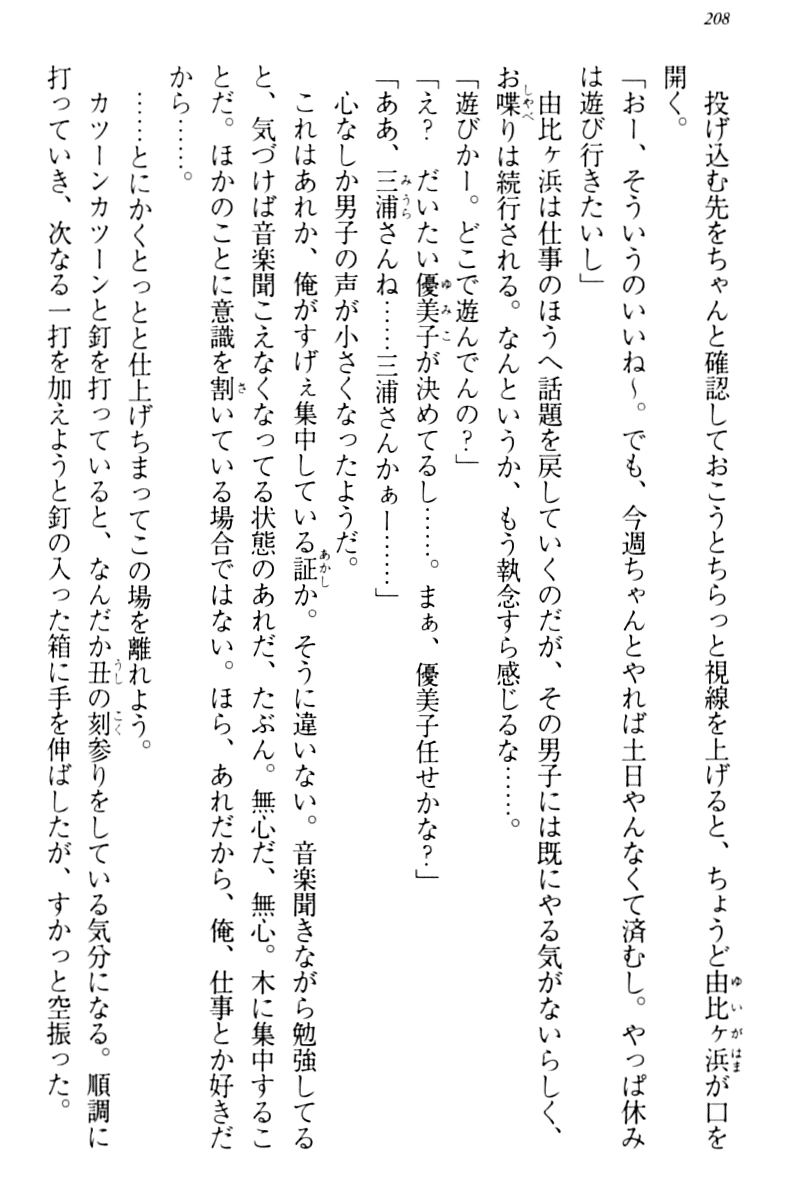 208
投げ込む先をちゃんと確認しておこうとちらっと視線を上げると、ちょうど由比ヶ浜が口を
開く。
「おー、そういうのいいね〜。でも、今週ちゃんとやれば土日やんなくて済むし。やっぱ休み
は遊び行きたいし」
由比ヶ浜は仕事のほうへ話題を戻していくのだが、その男子には既にやる気がないらしく、
お喋りは続行される。なんというか、もう執念すら感じるな……。
「遊びかー。どこで遊んでんの？」
「え？　だいたい優美子が決めてるし……。まぁ、優美子任せかな？」
「ああ、三浦さんね……三浦さんかぁー……」
心なしか男子の声が小さくなったようだ。
これはあれか、俺がすげぇ集中している証か。そうに違いない。音楽聞きながら勉強してる
と、気づけば音楽聞こえなくなってる状態のあれだ、たぶん。無心だ、無心。木に集中するこ
とだ。ほかのことに意識を割いている場合ではない。ほら、あれだから、俺、仕事とか好きだ
から……。
……とにかくとっとと仕上げちまってこの場を離れよう。
カツーンカツーンと釘を打っていると、なんだか丑の刻参りをしている気分になる。順調に
打っていき、次なる一打を加えようと釘の入った箱に手を伸ばしたが、すかっと空振った。